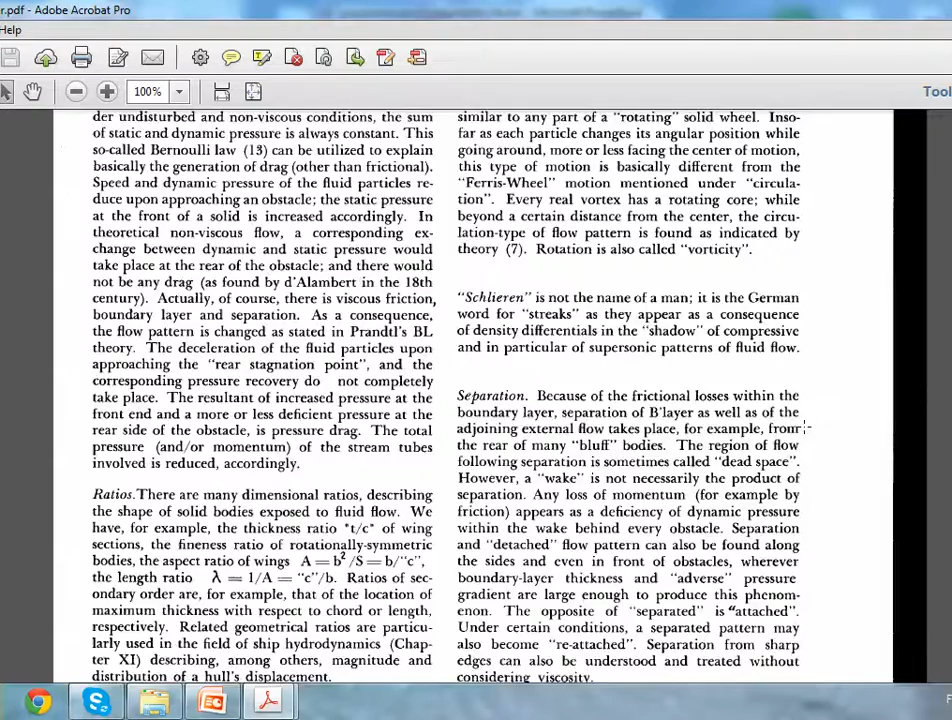 r.pdf - Adobe Acrobat Pro
Help
100%
Tool
der undisturbed and non-viscous conditions, the sum
of static and dynamic pressure is always constant. This
so-called Bernoulli law (13) can be utilized to explain
basically the generation of drag (other than frictional).
Speed and dynamic pressure of the fluid particles re-
duce upon approaching an obstacle; the static pressure
at the front of a solid is increased accordingly. In
theoretical non-viscous flow, a corresponding ex-
change between dynamic and static pressure would
take place at the rear of the obstacle; and there would
not be any drag (as found by d'Alambert in the 18th
century). Actually, of course, there is viscous friction,
boundary layer and separation. As a consequence,
the flow pattern is changed as stated in Prandtl's BL
theory. The deceleration of the fluid particles upon
approaching the "rear stagnation point", and the
corresponding pressure recovery do not completely
take place. The resultant of increased pressure at the
front end and a more or less deficient pressure at the
rear side of the obstacle, is pressure drag. The total
pressure (and/or momentum) of the stream tubes
involved is reduced, accordingly.
Ratios. There are many dimensional ratios, describing
the shape of solid bodies exposed to fluid flow. We
have, for example, the thickness ratio "t/c" of wing
sections, the fineness ratio of rotationally-symmetric
bodies, the aspect ratio of wings A = b²/S = b/"c",
the length ratio λ = 1/A = "c"/b. Ratios of sec-
ondary order are, for example, that of the location of
maximum thickness with respect to chord or length,
respectively. Related geometrical ratios are particu-
larly used in the field of ship hydrodynamics (Chap-
ter XI) describing, among others, magnitude and
distribution of a hull's displacement.
similar to any part of a "rotating" solid wheel. Inso-
far as each particle changes its angular position while
going around, more or less facing the center of motion,
this type of motion is basically different from the
"Ferris-Wheel" motion mentioned under "circula-
tion". Every real vortex has a rotating core; while
beyond a certain distance from the center, the circu-
lation-type of flow pattern is found as indicated by
theory (7). Rotation is also called "vorticity".
"Schlieren" is not the name of a man; it is the German
word for "streaks" as they appear as a consequence
of density differentials in the "shadow" of compressive
and in particular of supersonic patterns of fluid flow.
Separation. Because of the frictional losses within the
boundary layer, separation of B'layer as well as of the
adjoining external flow takes place, for example, from
the rear of many "bluff" bodies. The region of flow
following separation is sometimes called "dead space".
However, a "wake" is not necessarily the product of
separation. Any loss of momentum (for example by
friction) appears as a deficiency of dynamic pressure
within the wake behind every obstacle. Separation
and "detached" flow pattern can also be found along
the sides and even in front of obstacles, wherever
boundary-layer thickness and "adverse" pressure
gradient are large enough to produce this phenom-
enon. The opposite of "separated" is "attached".
Under certain conditions, a separated pattern may
also become "re-attached". Separation from sharp
edges can also be understood and treated without
considering viscosity.